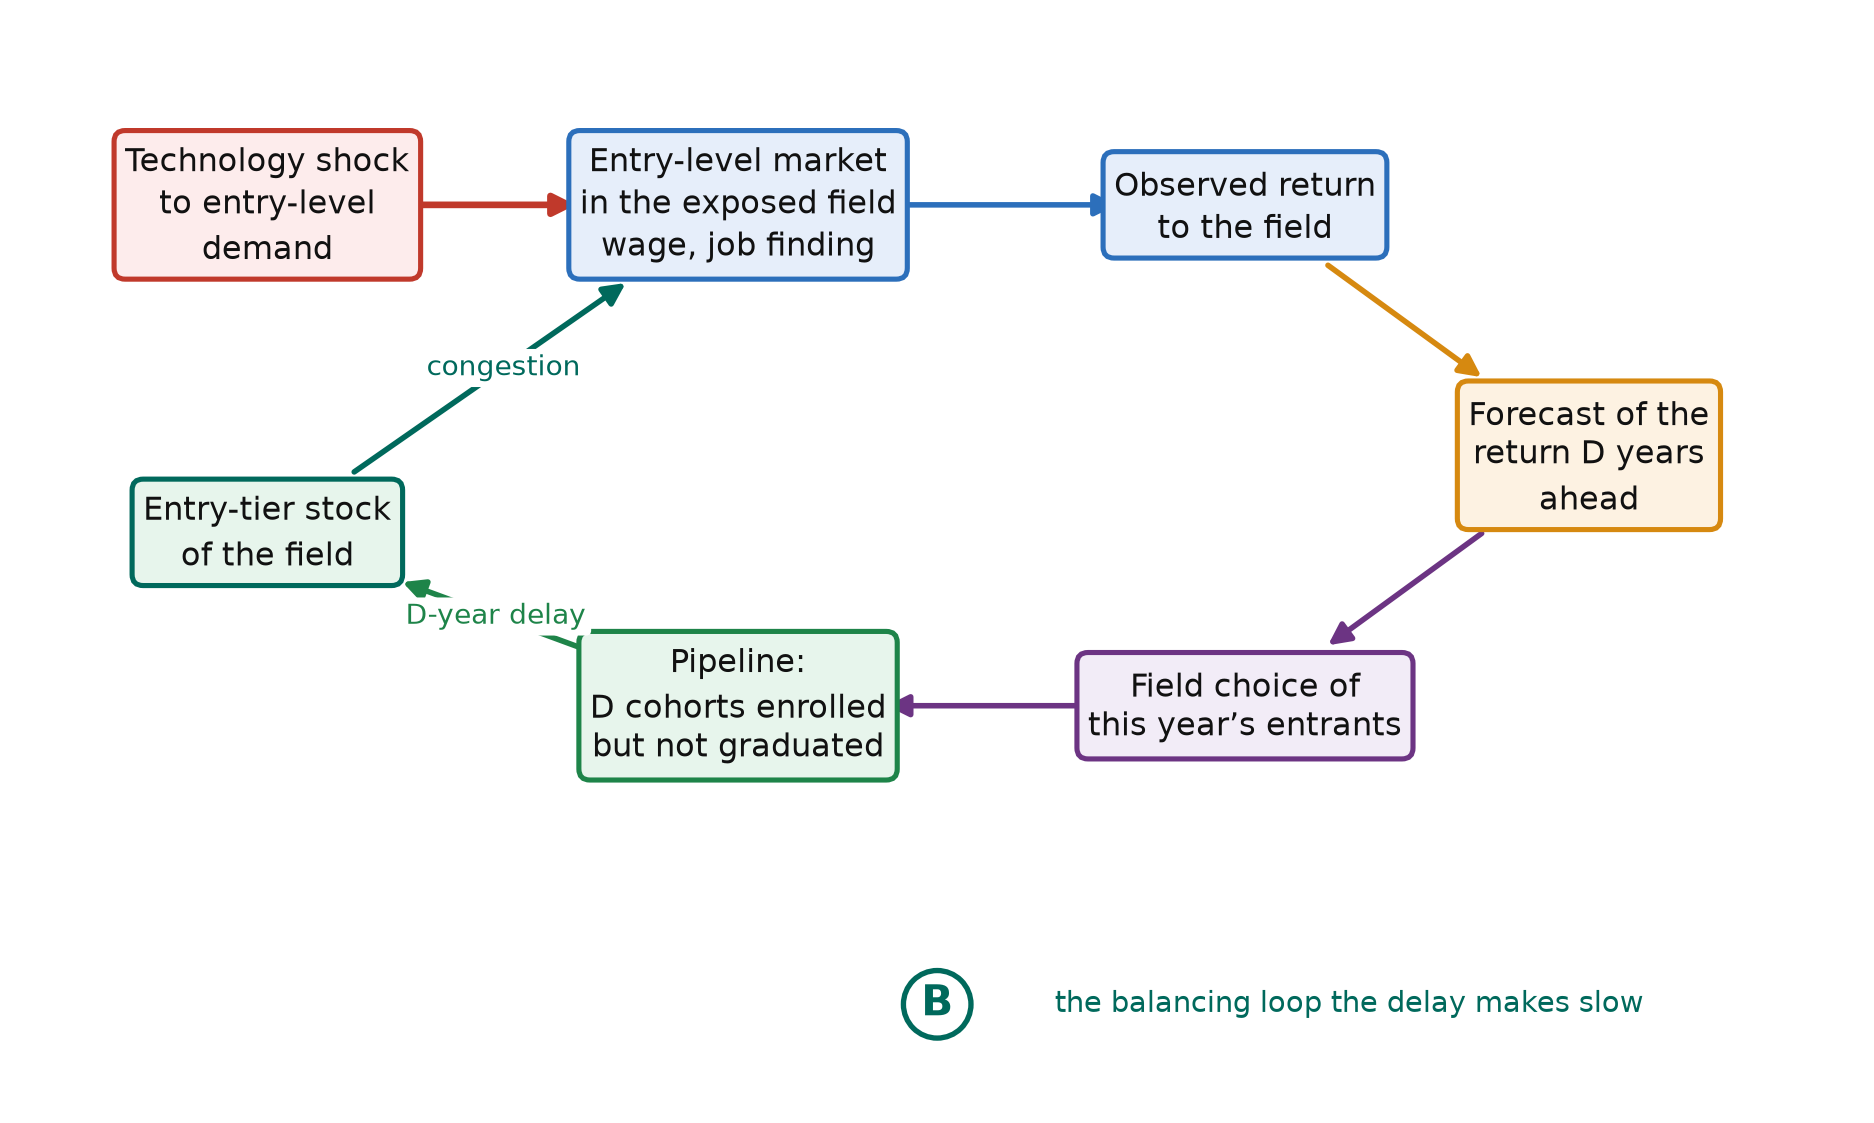 Technology shock
to entry-level
demand
Entry-level market
in the exposed field
wage, job finding
Observed return
to the field
Forecast of the
return D years
ahead
congestion
Entry-tier stock
of the field
D-year delay
Pipeline:
D cohorts enrolled
but not graduated
Field choice of
this year’s entrants
B
the balancing loop the delay makes slow